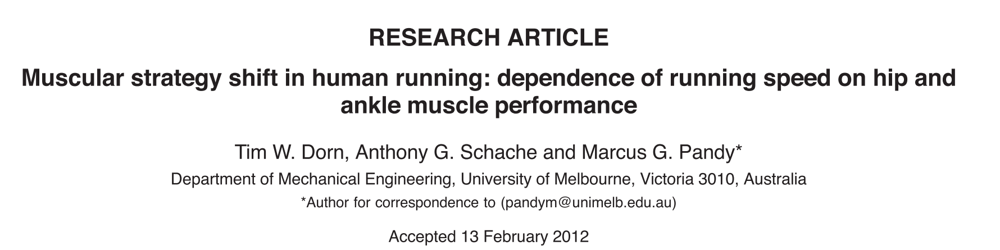 RESEARCH ARTICLE
Muscular strategy shift in human running: dependence of running speed on hip and
ankle muscle performance
Tim W. Dorn, Anthony G. Schache and Marcus G. Pandy*
Department of Mechanical Engineering, University of Melbourne, Victoria 3010, Australia
*Author for correspondence to (pandym@unimelb.edu.au)
Accepted 13 February 2012